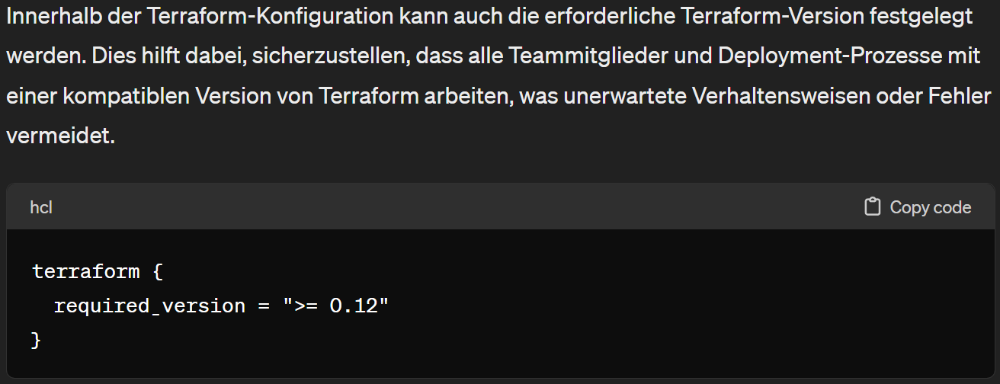 Innerhalb der Terraform-Konfiguration kann auch die erforderliche Terraform-Version festgelegt
werden. Dies hilft dabei, sicherzustellen, dass alle Teammitglieder und Deployment-Prozesse mit
einer kompatiblen Version von Terraform arbeiten, was unerwartete Verhaltensweisen oder Fehler
vermeidet.
hcl Copy code
terraform {
  required_version = ">= 0.12"
}